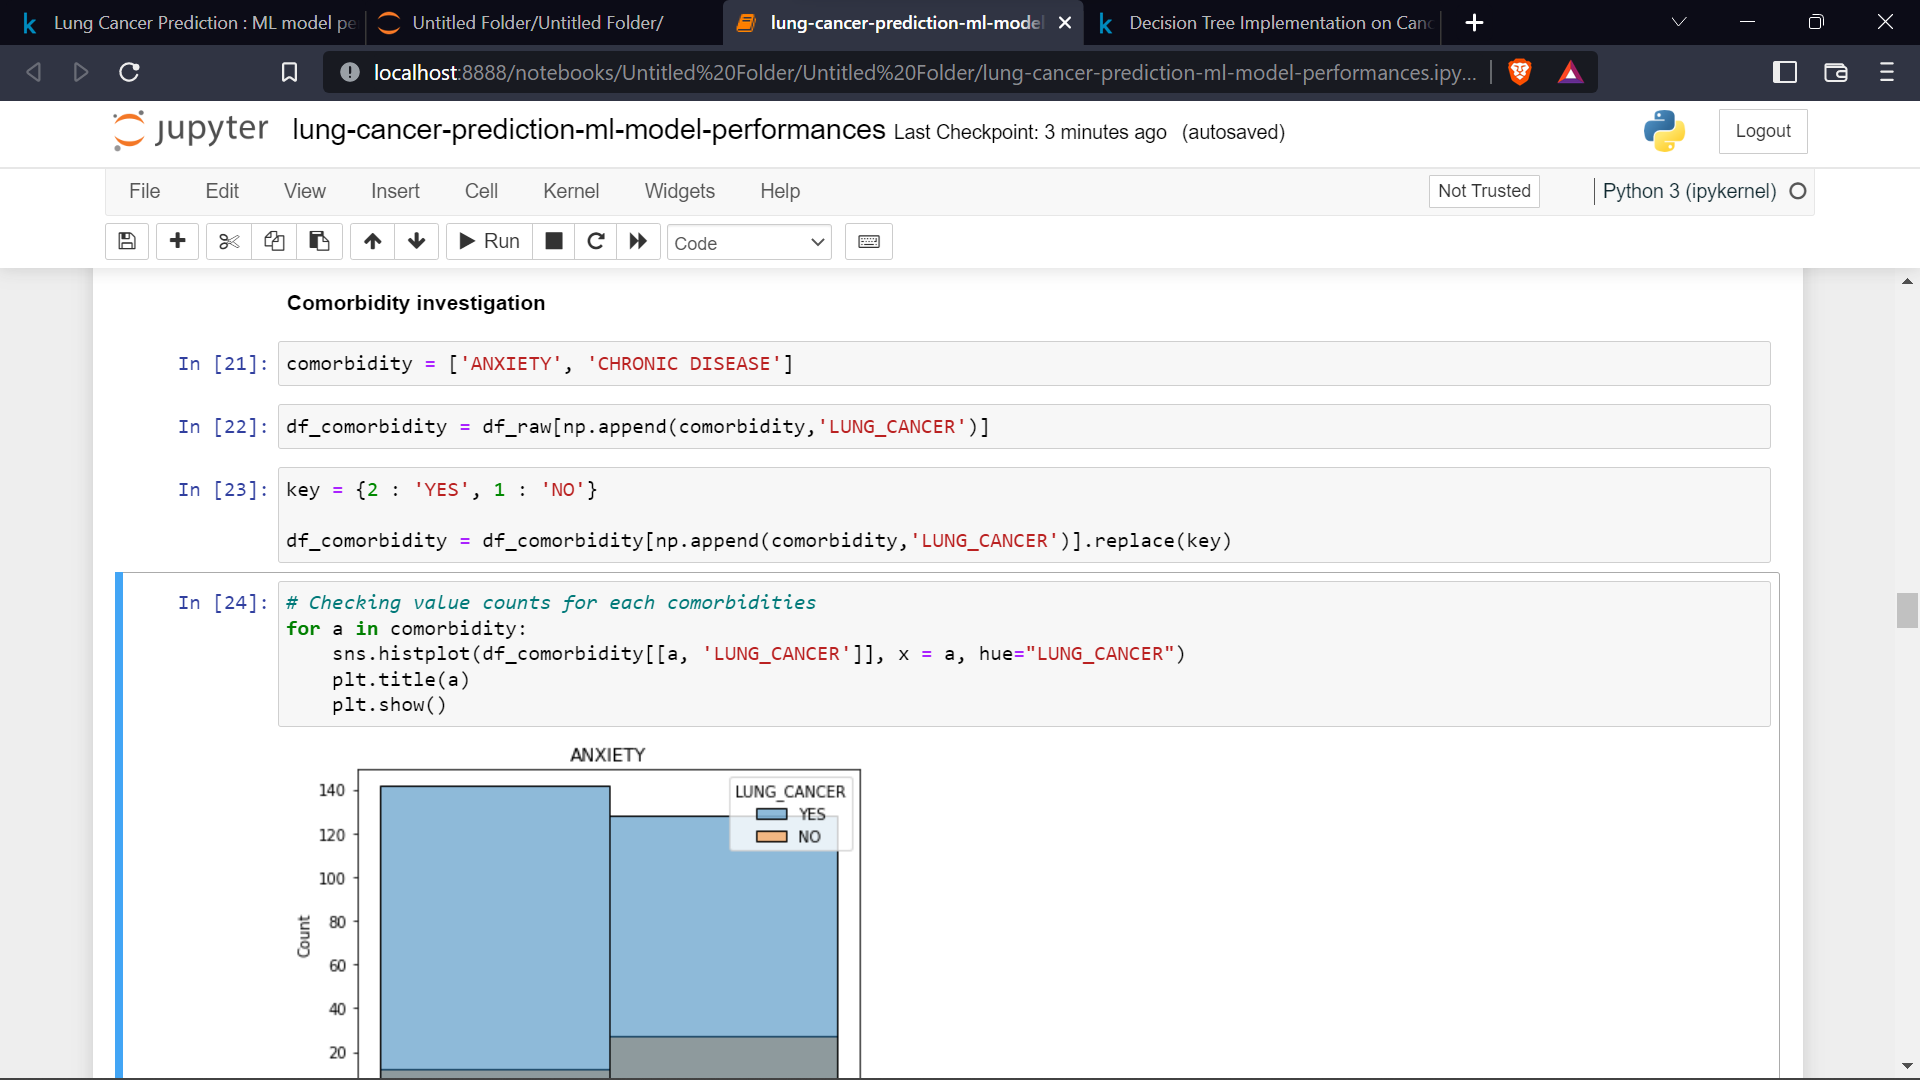 Lung Cancer Prediction : ML model pe
Untitled Folder/Untitled Folder/
lung-cancer-prediction-ml-mode
Decision Tree Implementation on Canc
localhost:8888/notebooks/Untitled%20Folder/Untitled%20Folder/lung-cancer-prediction-ml-model-performances.ipy...
jupyter lung-cancer-prediction-ml-model-performances Last Checkpoint: 3 minutes ago (autosaved)
Logout
File Edit View Insert Cell Kernel Widgets Help
Not Trusted
Python 3 (ipykernel)
Run
Code
Comorbidity investigation
In [21]: comorbidity = ['ANXIETY', 'CHRONIC DISEASE']
In [22]: df_comorbidity = df_raw[np.append(comorbidity,'LUNG_CANCER')]
In [23]: key = {2 : 'YES', 1 : 'NO'}
df_comorbidity = df_comorbidity[np.append(comorbidity,'LUNG_CANCER')].replace(key)
In [24]: # Checking value counts for each comorbidities
for a in comorbidity:
    sns.histplot(df_comorbidity[[a, 'LUNG_CANCER']], x = a, hue="LUNG_CANCER")
    plt.title(a)
    plt.show()
ANXIETY
LUNG_CANCER
YES
NO
140
120
100
80
60
40
20
Count